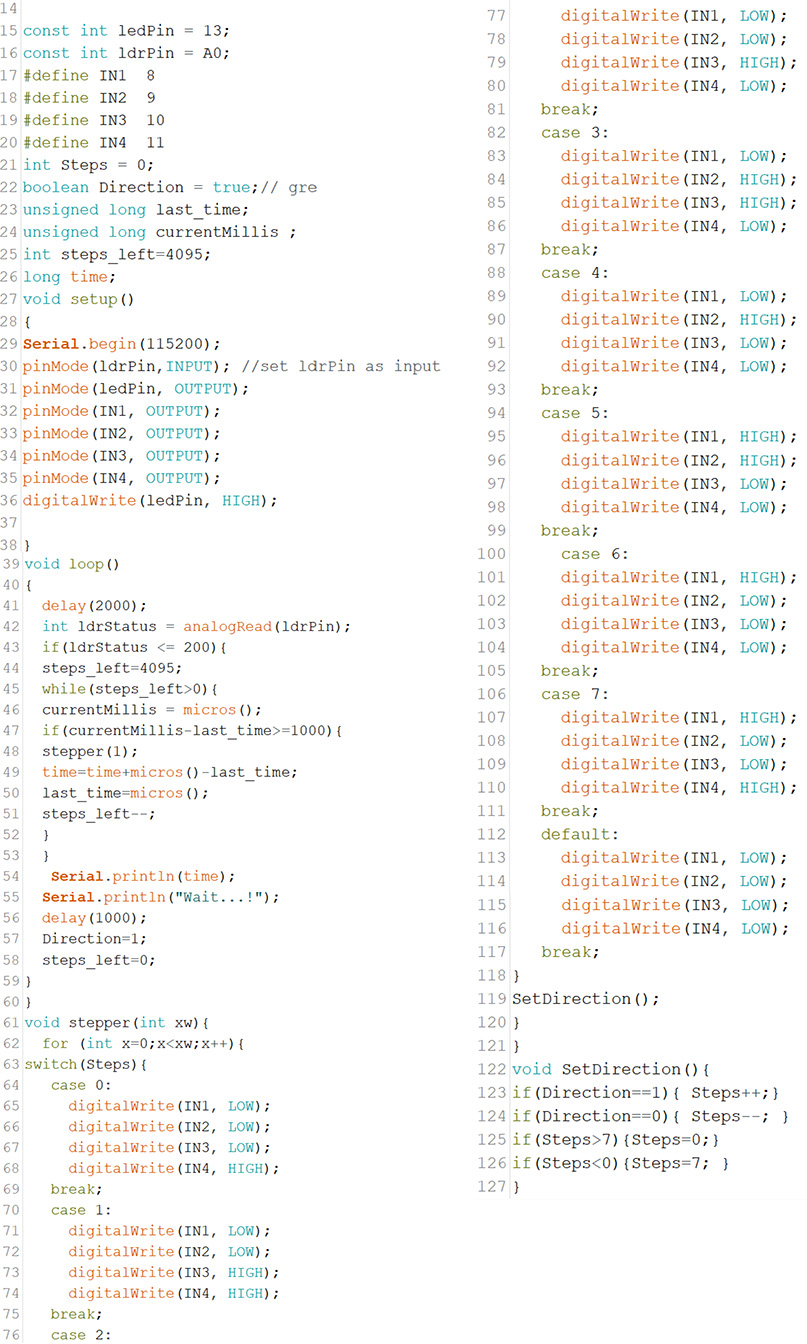 14
15 const int ledPin = 13;
16 const int ldrPin = A0;
17 #define IN1  8
18 #define IN2  9
19 #define IN3  10
20 #define IN4  11
21 int Steps = 0;
22 boolean Direction = true;// gre
23 unsigned long last_time;
24 unsigned long currentMillis ;
25 int steps_left=4095;
26 long time;
27 void setup()
28 {
29 Serial.begin(115200);
30 pinMode(ldrPin,INPUT); //set ldrPin as input
31 pinMode(ledPin, OUTPUT);
32 pinMode(IN1, OUTPUT);
33 pinMode(IN2, OUTPUT);
34 pinMode(IN3, OUTPUT);
35 pinMode(IN4, OUTPUT);
36 digitalWrite(ledPin, HIGH);
37
38 }
39 void loop()
40 {
41   delay(2000);
42   int ldrStatus = analogRead(ldrPin);
43   if(ldrStatus <= 200){
44   steps_left=4095;
45   while(steps_left>0){
46   currentMillis = micros();
47   if(currentMillis-last_time>=1000){
48   stepper(1);
49   time=time+micros()-last_time;
50   last_time=micros();
51   steps_left--;
52   }
53   }
54    Serial.println(time);
55   Serial.println("Wait...!");
56   delay(1000);
57   Direction=1;
58   steps_left=0;
59 }
60 }
61 void stepper(int xw){
62   for (int x=0;x<xw;x++){
63 switch(Steps){
64    case 0:
65      digitalWrite(IN1, LOW);
66      digitalWrite(IN2, LOW);
67      digitalWrite(IN3, LOW);
68      digitalWrite(IN4, HIGH);
69    break;
70    case 1:
71      digitalWrite(IN1, LOW);
72      digitalWrite(IN2, LOW);
73      digitalWrite(IN3, HIGH);
74      digitalWrite(IN4, HIGH);
75    break;
76    case 2:
77      digitalWrite(IN1, LOW);
78      digitalWrite(IN2, LOW);
79      digitalWrite(IN3, HIGH);
80      digitalWrite(IN4, LOW);
81    break;
82    case 3:
83      digitalWrite(IN1, LOW);
84      digitalWrite(IN2, HIGH);
85      digitalWrite(IN3, HIGH);
86      digitalWrite(IN4, LOW);
87    break;
88    case 4:
89      digitalWrite(IN1, LOW);
90      digitalWrite(IN2, HIGH);
91      digitalWrite(IN3, LOW);
92      digitalWrite(IN4, LOW);
93    break;
94    case 5:
95      digitalWrite(IN1, HIGH);
96      digitalWrite(IN2, HIGH);
97      digitalWrite(IN3, LOW);
98      digitalWrite(IN4, LOW);
99    break;
100      case 6:
101      digitalWrite(IN1, HIGH);
102      digitalWrite(IN2, LOW);
103      digitalWrite(IN3, LOW);
104      digitalWrite(IN4, LOW);
105    break;
106    case 7:
107      digitalWrite(IN1, HIGH);
108      digitalWrite(IN2, LOW);
109      digitalWrite(IN3, LOW);
110      digitalWrite(IN4, HIGH);
111    break;
112    default:
113      digitalWrite(IN1, LOW);
114      digitalWrite(IN2, LOW);
115      digitalWrite(IN3, LOW);
116      digitalWrite(IN4, LOW);
117    break;
118 }
119 SetDirection();
120 }
121 }
122 void SetDirection(){
123 if(Direction==1){ Steps++;}
124 if(Direction==0){ Steps--; }
125 if(Steps>7){Steps=0;}
126 if(Steps<0){Steps=7; }
127 }